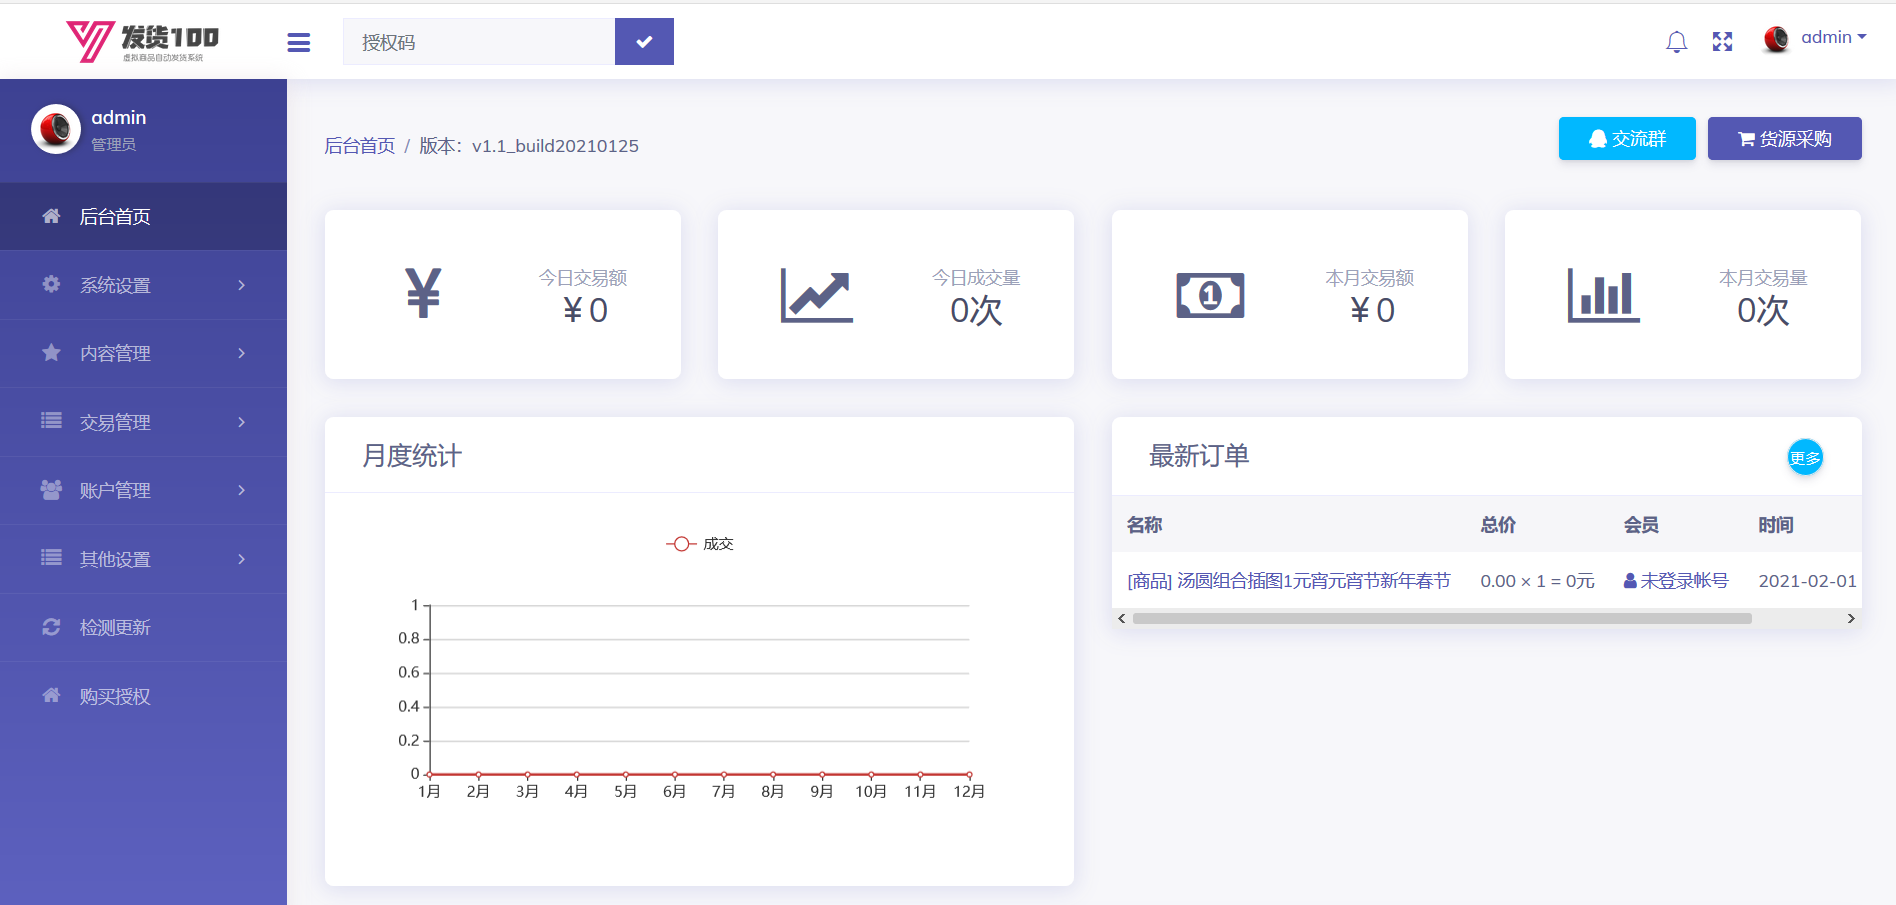 发货100
虚拟商品自动发货系统
授权码
admin
admin
管理员
后台首页
系统设置
内容管理
交易管理
账户管理
其他设置
检测更新
购买授权
后台首页 / 版本：v1.1_build20210125
交流群
货源采购
今日交易额
¥ 0
今日成交量
0次
本月交易额
¥ 0
本月交易量
0次
月度统计
成交
1
0.8
0.6
0.4
0.2
0
1月 2月 3月 4月 5月 6月 7月 8月 9月 10月 11月 12月
最新订单
更多
名称 总价 会员 时间
[商品] 汤圆组合插图1元宵元宵节新年春节 0.00 × 1 = 0元 未登录帐号 2021-02-01